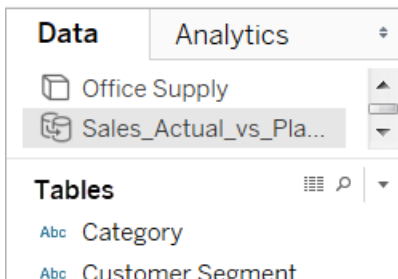 Data Analytics
Office Supply
Sales_Actual_vs_Pla...
Tables
Abc Category
Abc Customer Segment